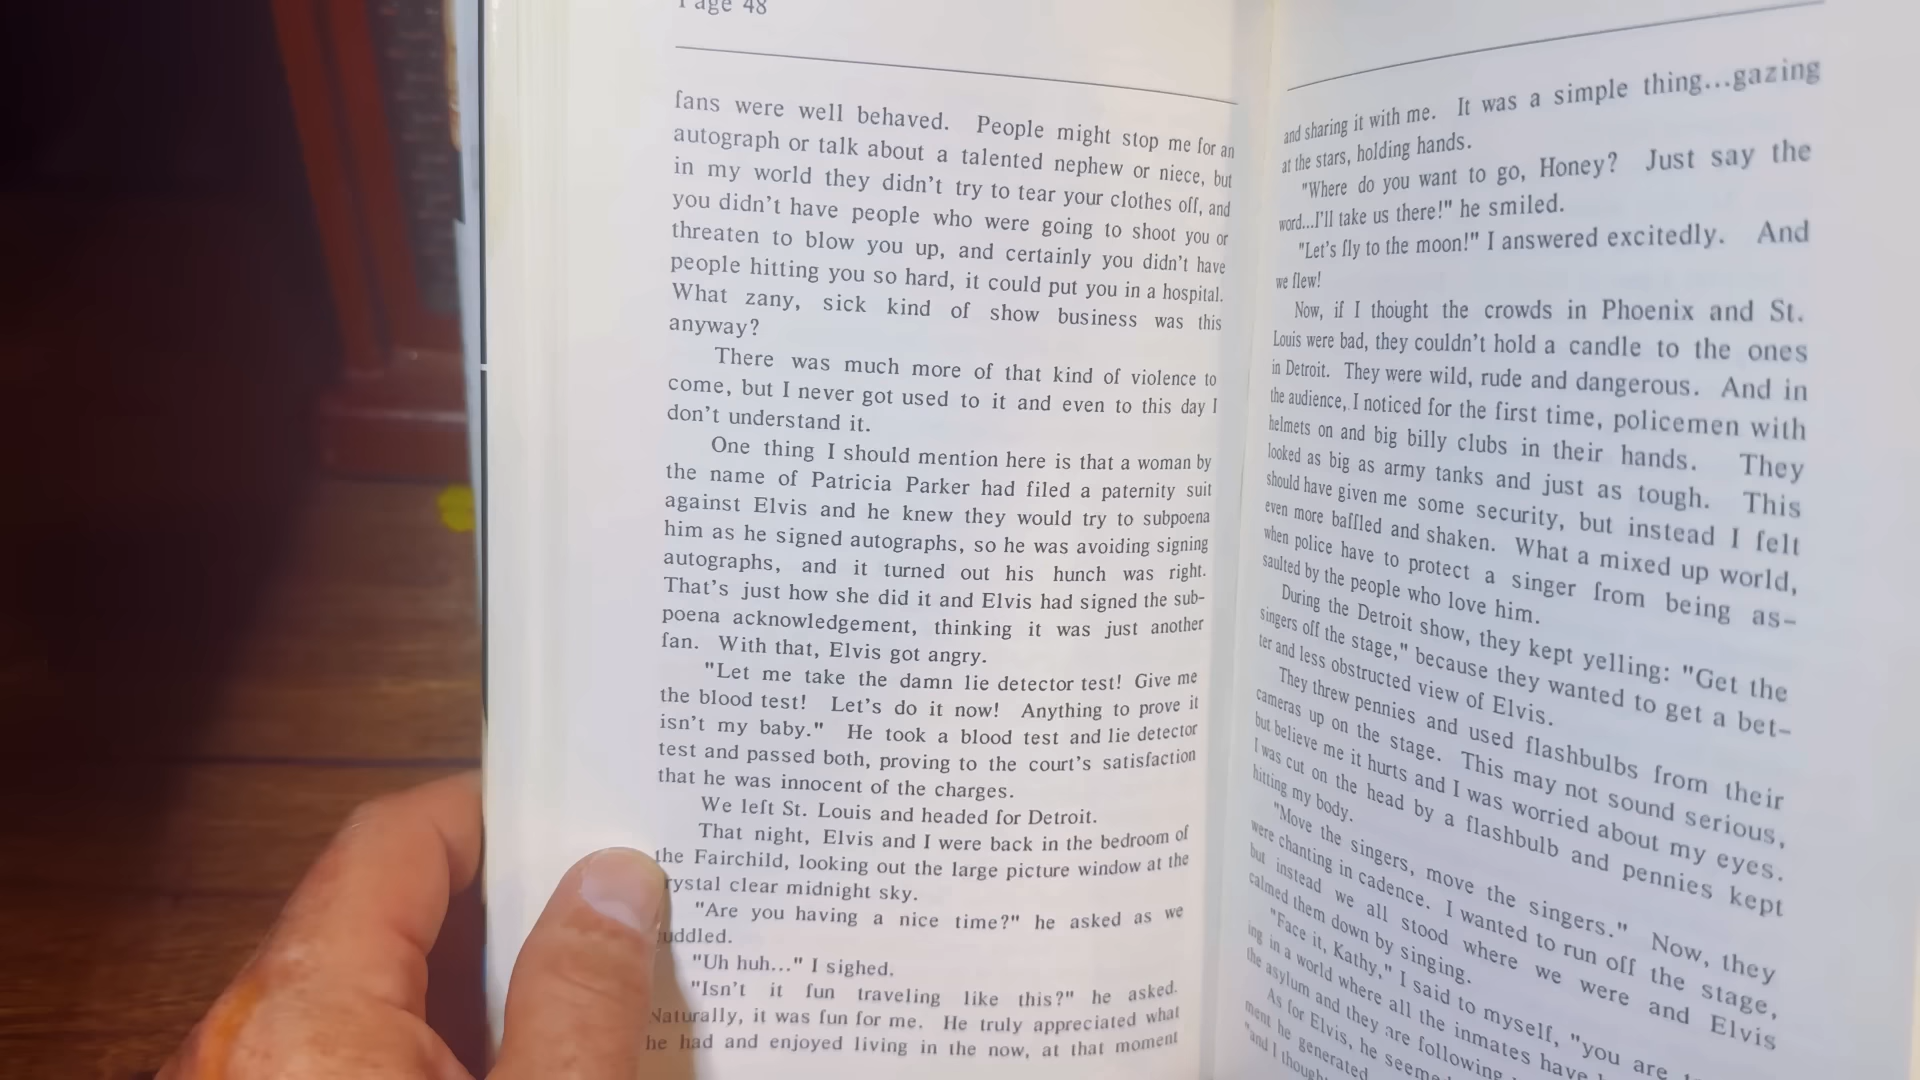 Page 48
fans were well behaved. People might stop me for an
autograph or talk about a talented nephew or niece, but
in my world they didn't try to tear your clothes off, and
you didn't have people who were going to shoot you or
threaten to blow you up, and certainly you didn't have
people hitting you so hard, it could put you in a hospital.
What zany, sick kind of show business was this
anyway?
There was much more of that kind of violence to
come, but I never got used to it and even to this day I
don't understand it.
One thing I should mention here is that a woman by
the name of Patricia Parker had filed a paternity suit
against Elvis and he knew they would try to subpoena
him as he signed autographs, so he was avoiding signing
autographs, and it turned out his hunch was right.
That's just how she did it and Elvis had signed the sub-
poena acknowledgement, thinking it was just another
fan. With that, Elvis got angry.
"Let me take the damn lie detector test! Give me
the blood test! Let's do it now! Anything to prove it
isn't my baby." He took a blood test and lie detector
test and passed both, proving to the court's satisfaction
that he was innocent of the charges.
We left St. Louis and headed for Detroit.
That night, Elvis and I were back in the bedroom of
the Fairchild, looking out the large picture window at the
rystal clear midnight sky.
"Are you having a nice time?" he asked as we
uddled.
"Uh huh..." I sighed.
"Isn't it fun traveling like this?" he asked.
Naturally, it was fun for me. He truly appreciated what
he had and enjoyed living in the now, at that moment
and sharing it with me. It was a simple thing...gazing
at the stars, holding hands.
"Where do you want to go, Honey? Just say the
word...I'll take us there!" he smiled.
"Let's fly to the moon!" I answered excitedly. And
we flew!
Now, if I thought the crowds in Phoenix and St.
Louis were bad, they couldn't hold a candle to the ones
in Detroit. They were wild, rude and dangerous. And in
the audience, I noticed for the first time, policemen with
helmets on and big billy clubs in their hands. They
looked as big as army tanks and just as tough. This
should have given me some security, but instead I felt
even more baffled and shaken. What a mixed up world,
when police have to protect a singer from being as-
saulted by the people who love him.
During the Detroit show, they kept yelling: "Get the
singers off the stage," because they wanted to get a bet-
ter and less obstructed view of Elvis.
They threw pennies and used flashbulbs from their
cameras up on the stage. This may not sound serious,
but believe me it hurts and I was worried about my eyes.
I was cut on the head by a flashbulb and pennies kept
hitting my body.
"Move the singers, move the singers." Now, they
were chanting in cadence. I wanted to run off the stage,
but instead we all stood where we were and Elvis
calmed them down by singing.
"Face it, Kathy," I said to myself, "you are
ing in a world where all the inmates have
the asylum and they are following
As for Elvis, he seemed
ment he generated
"and I thought